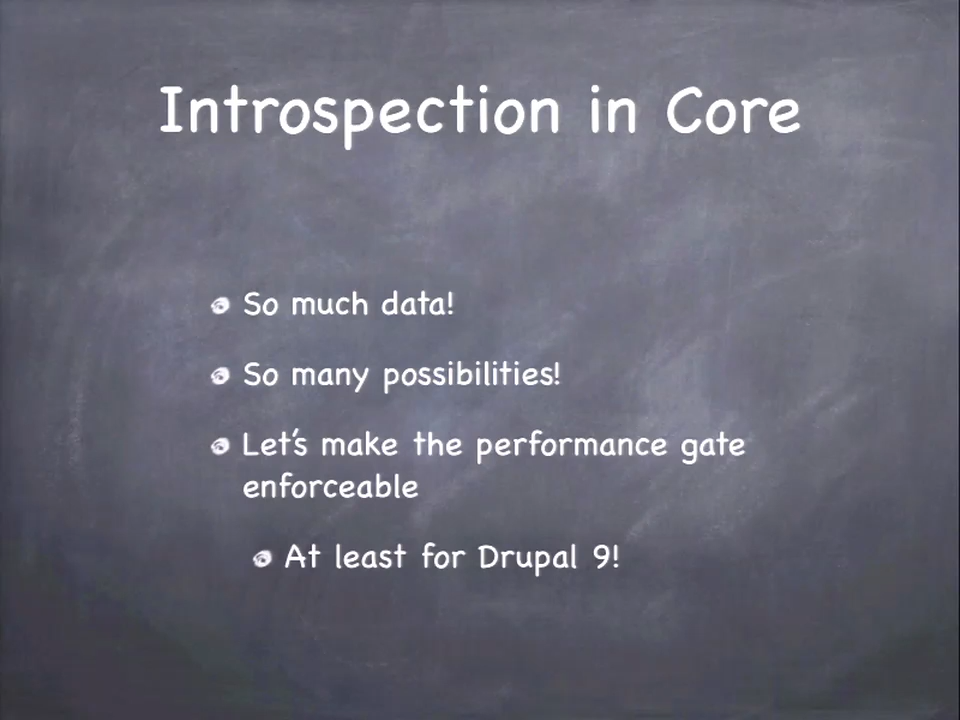 Introspection in Core
So much data!
So many possibilities!
Let's make the performance gate
enforceable
At least for Drupal 9!